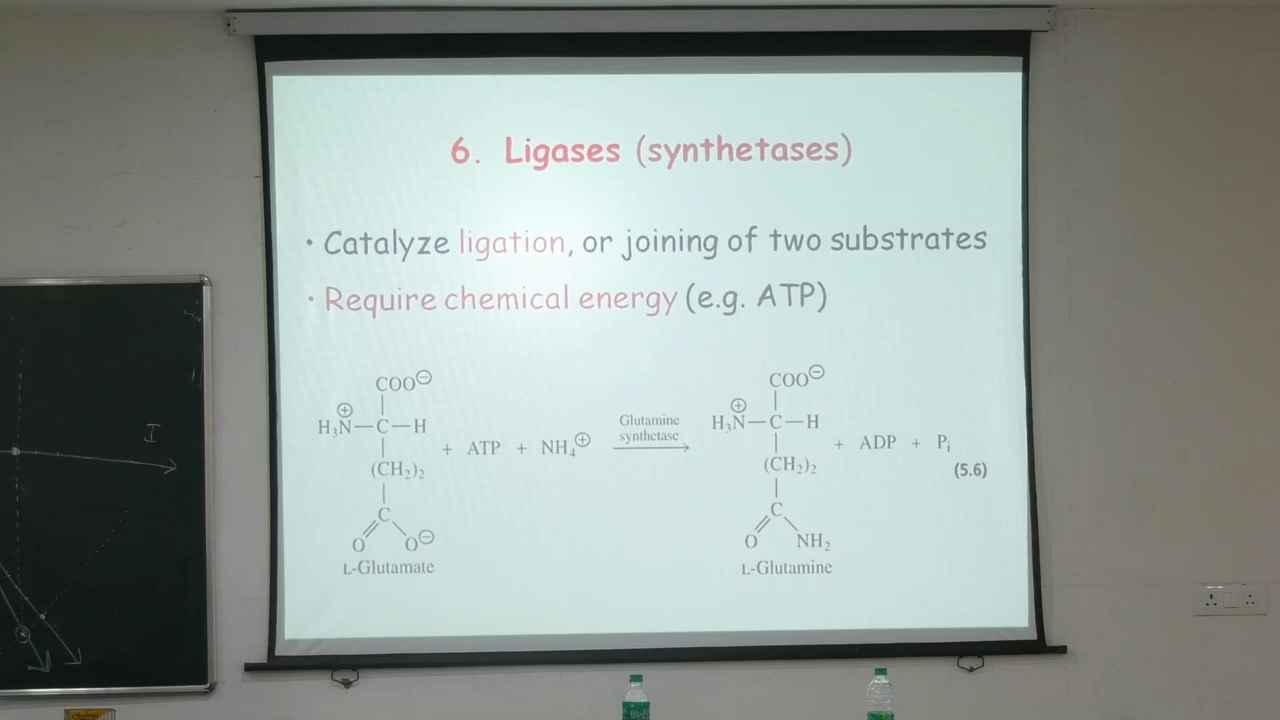 6. Ligases (synthetases)
• Catalyze ligation, or joining of two substrates
• Require chemical energy (e.g. ATP)
COO⊖
H₃N⊕—C—H
(CH₂)₂
C
O O⊖
L-Glutamate
+ ATP + NH₄⊕
Glutamine
synthetase
COO⊖
H₃N⊕—C—H
(CH₂)₂
C
O NH₂
L-Glutamine
+ ADP + Pᵢ
(5.6)
H